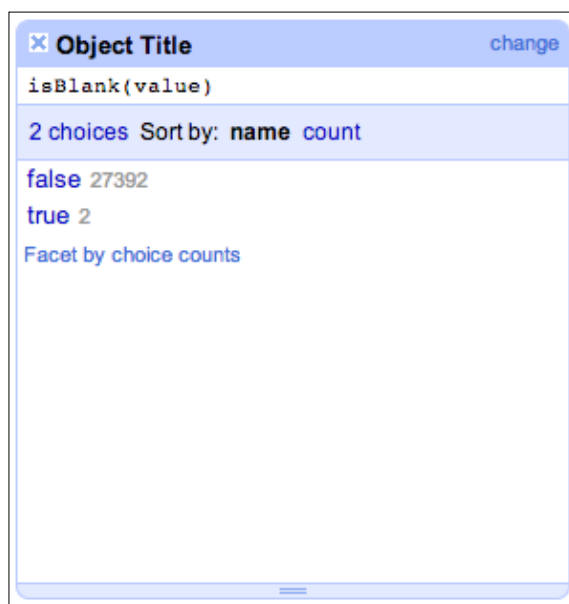 Object Title change
isBlank(value)
2 choices Sort by: name count
false 27392
true 2
Facet by choice counts